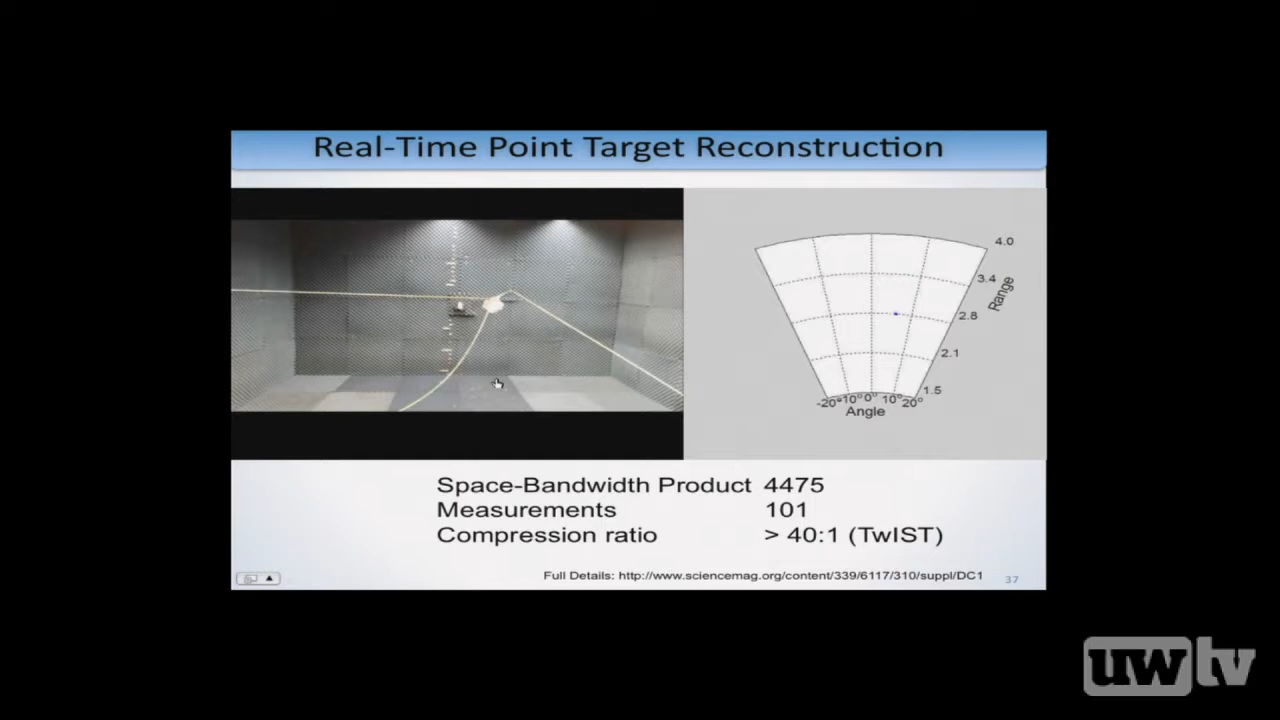 Real-Time Point Target Reconstruction
4.0
3.4
Range
2.8
2.1
1.5
-20° -10° 0° 10° 20°
Angle
Space-Bandwidth Product 4475
Measurements 101
Compression ratio > 40:1 (TwIST)
Full Details: http://www.sciencemag.org/content/339/6117/310/suppl/DC1 37
uwtv